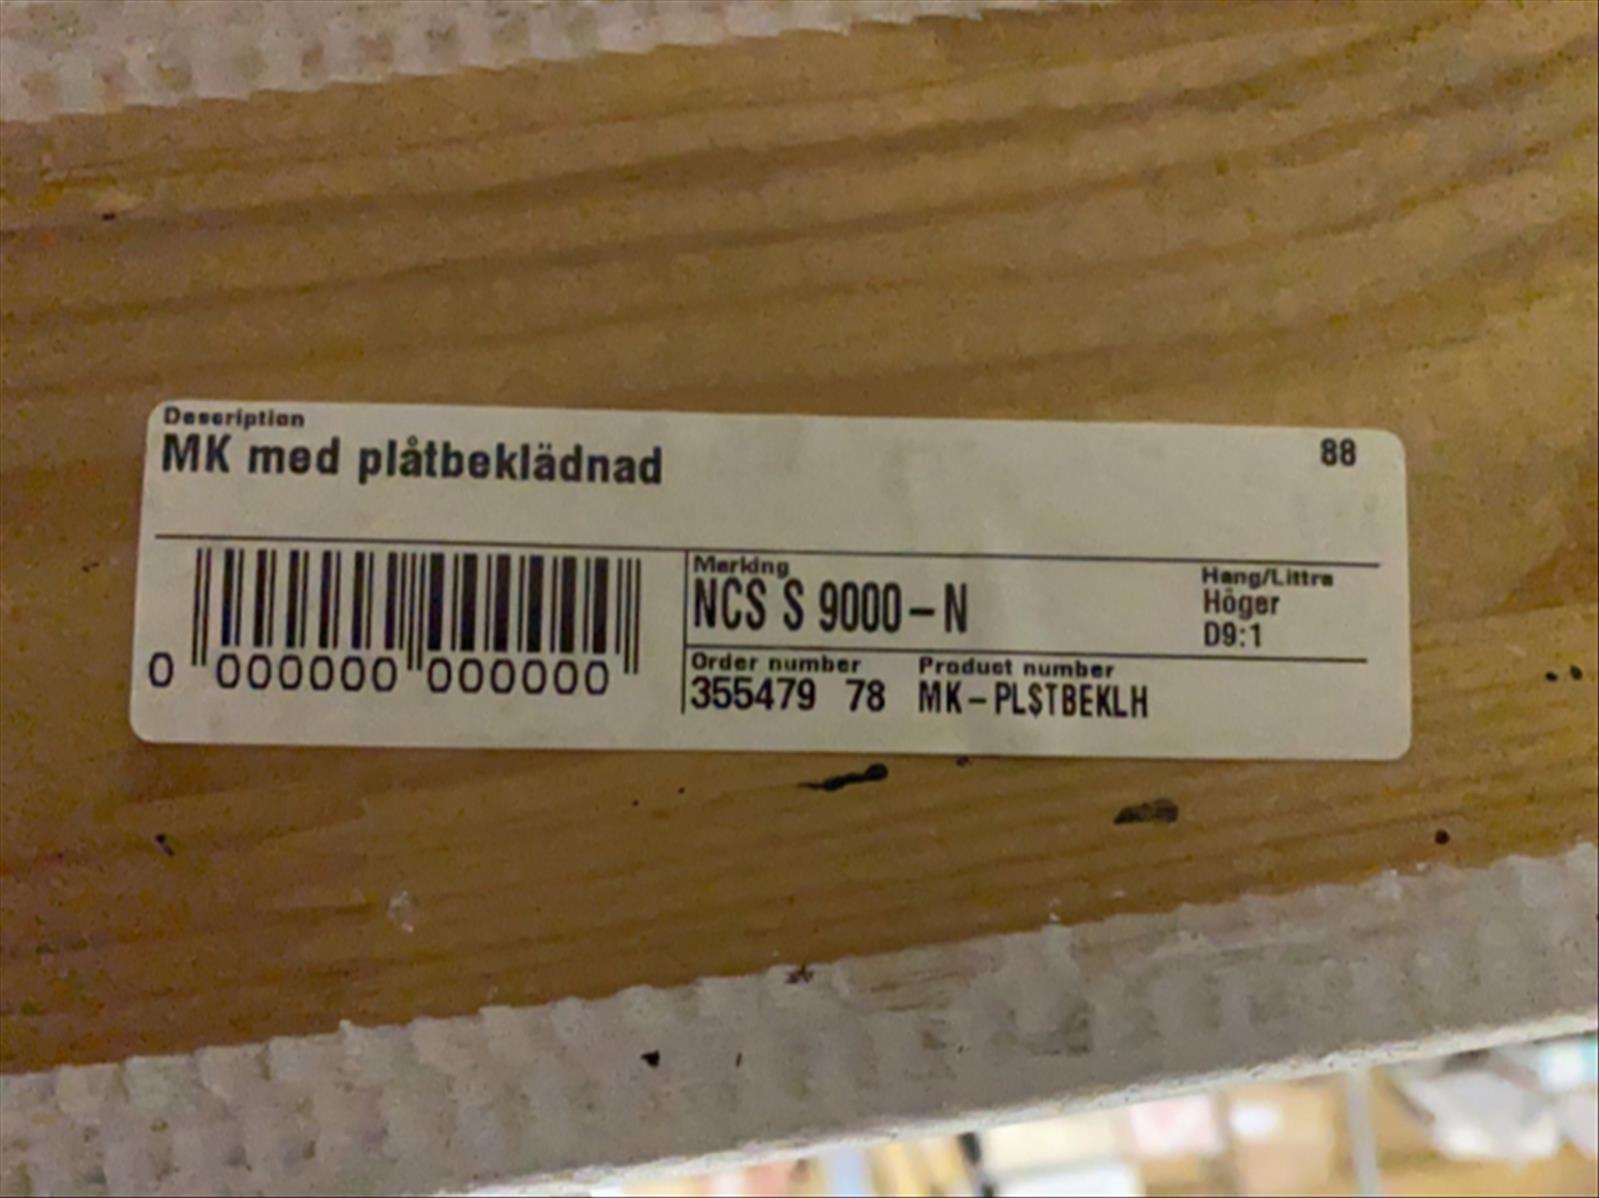 Description
MK med plåtbeklädnad
88
Marking
NCS S 9000-N
Hang/Littra
Höger
D9:1
0 000000 000000
Order number
355479 78
Product number
MK-PLSTBEKLH